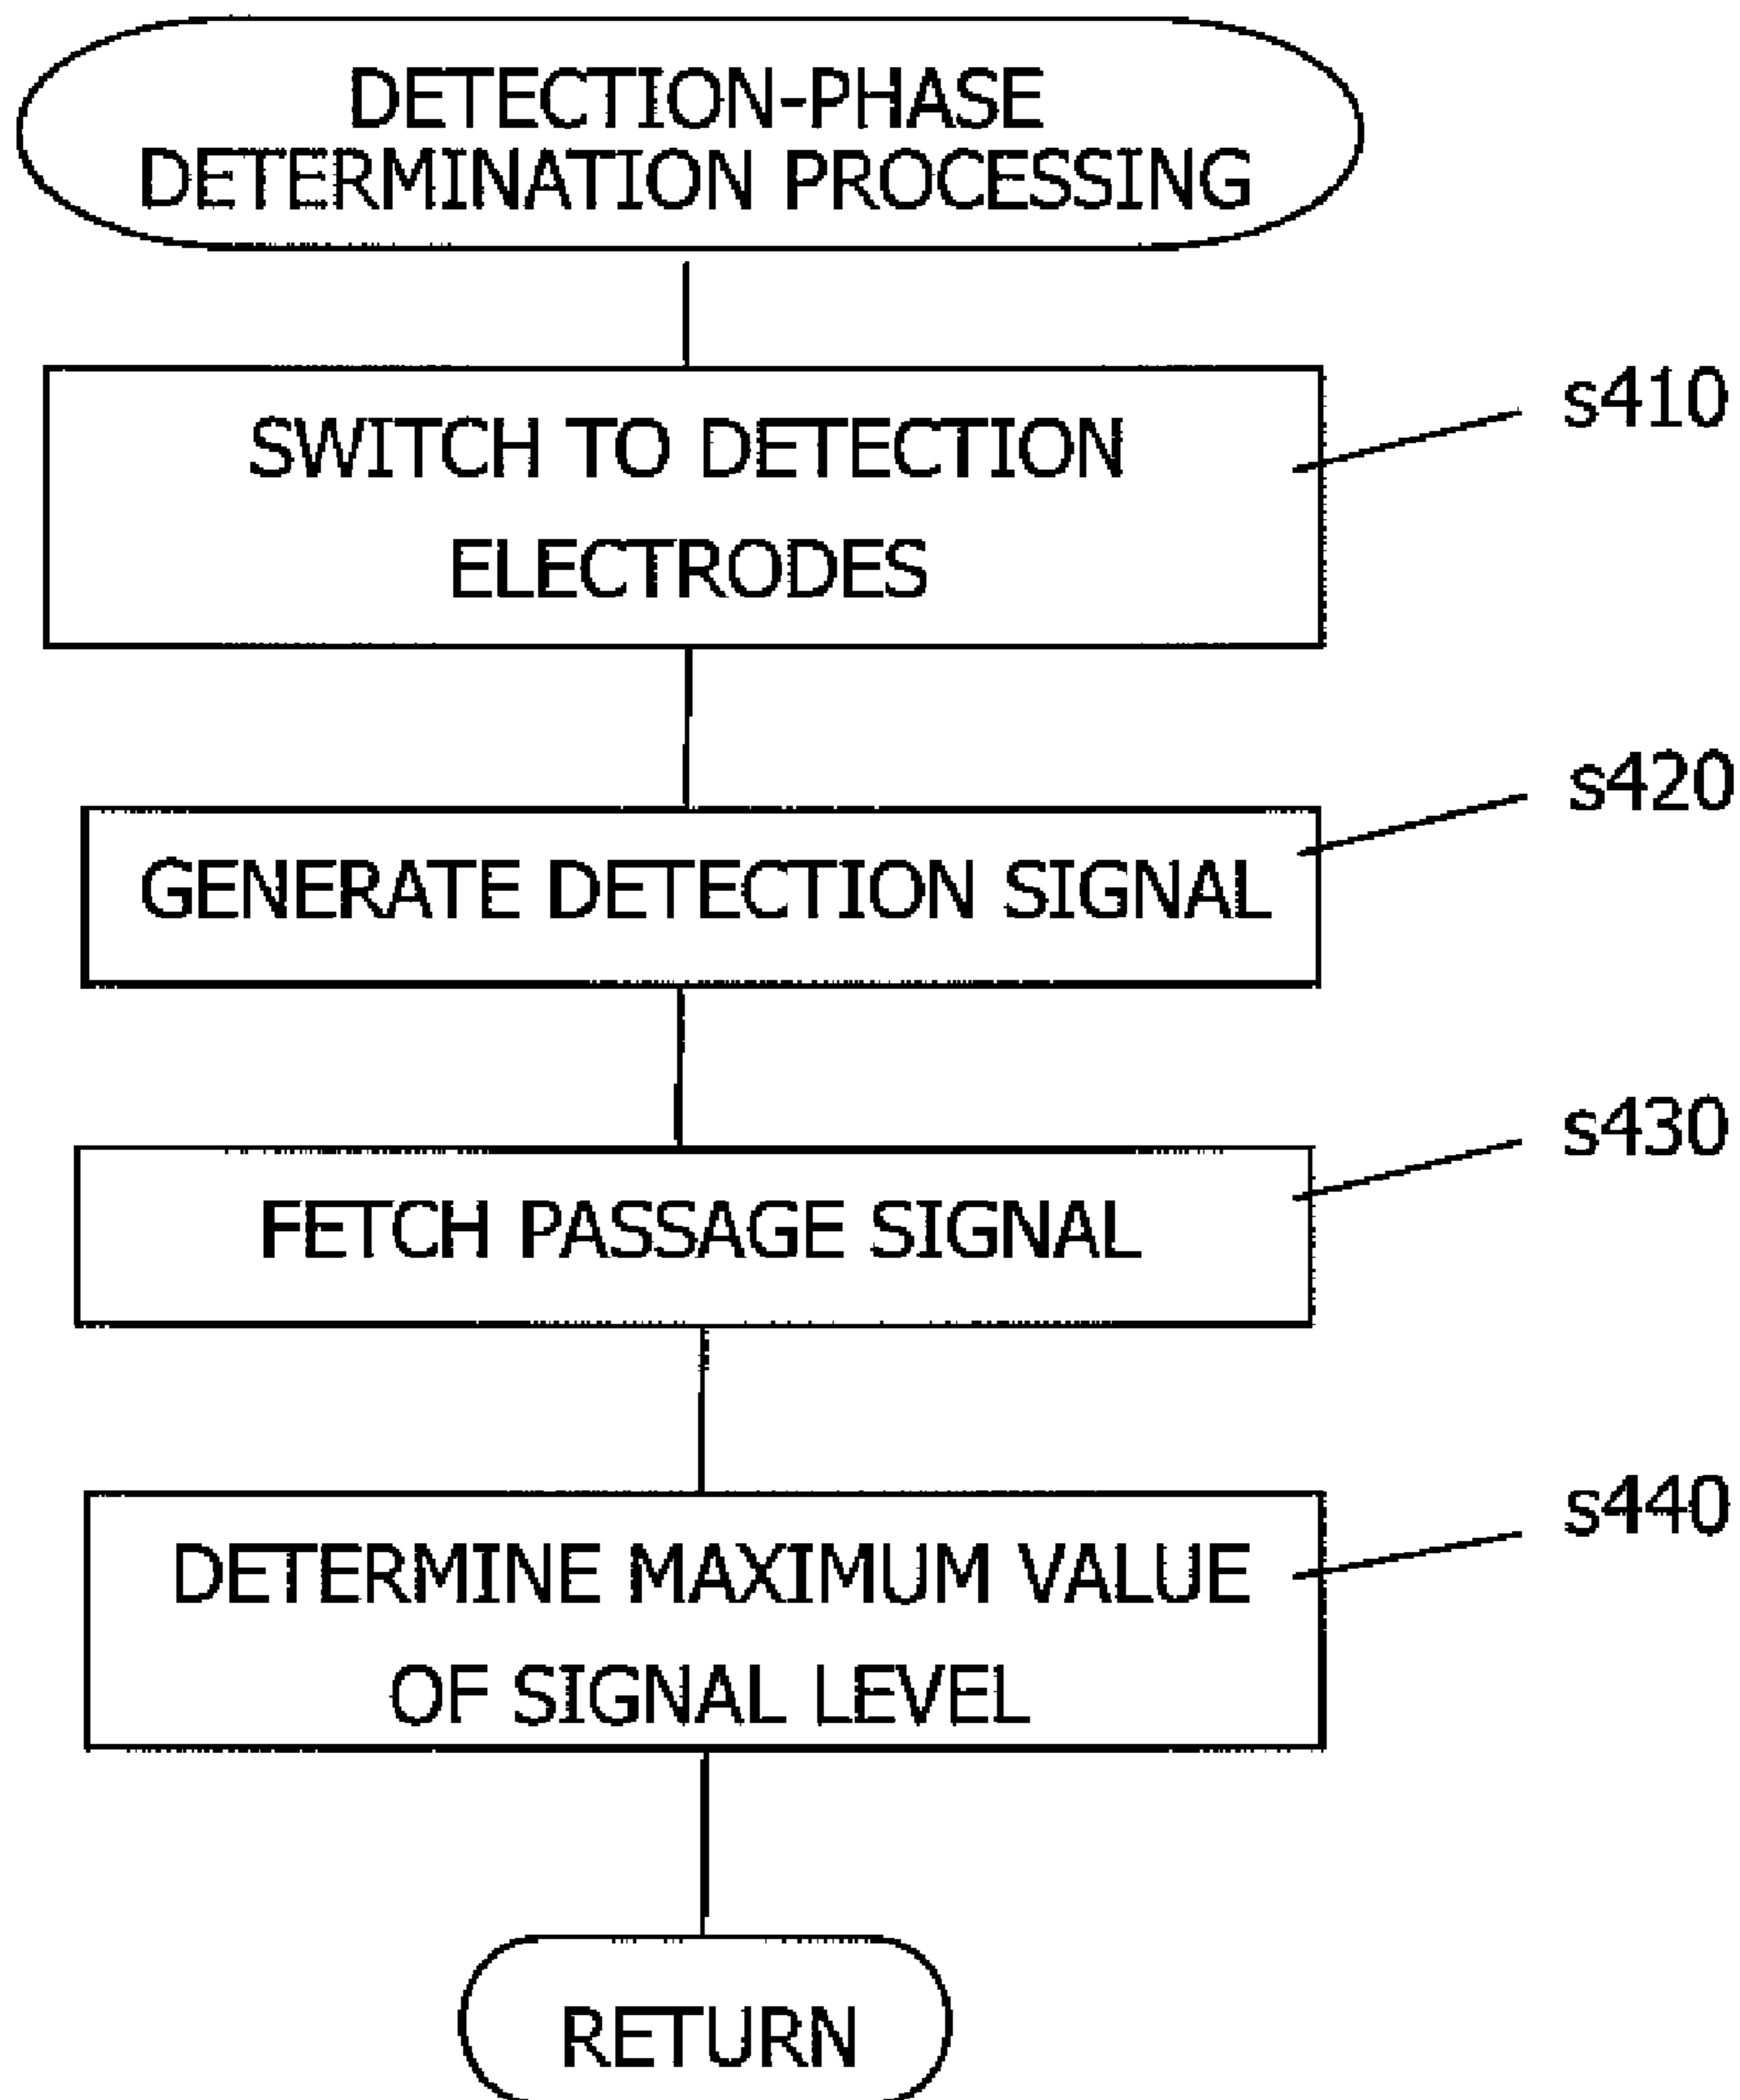 DETECTION-PHASE
DETERMINATION PROCESSING
s410
SWITCH TO DETECTION
ELECTRODES
s420
GENERATE DETECTION SIGNAL
s430
FETCH PASSAGE SIGNAL
s440
DETERMINE MAXIMUM VALUE
OF SIGNAL LEVEL
RETURN